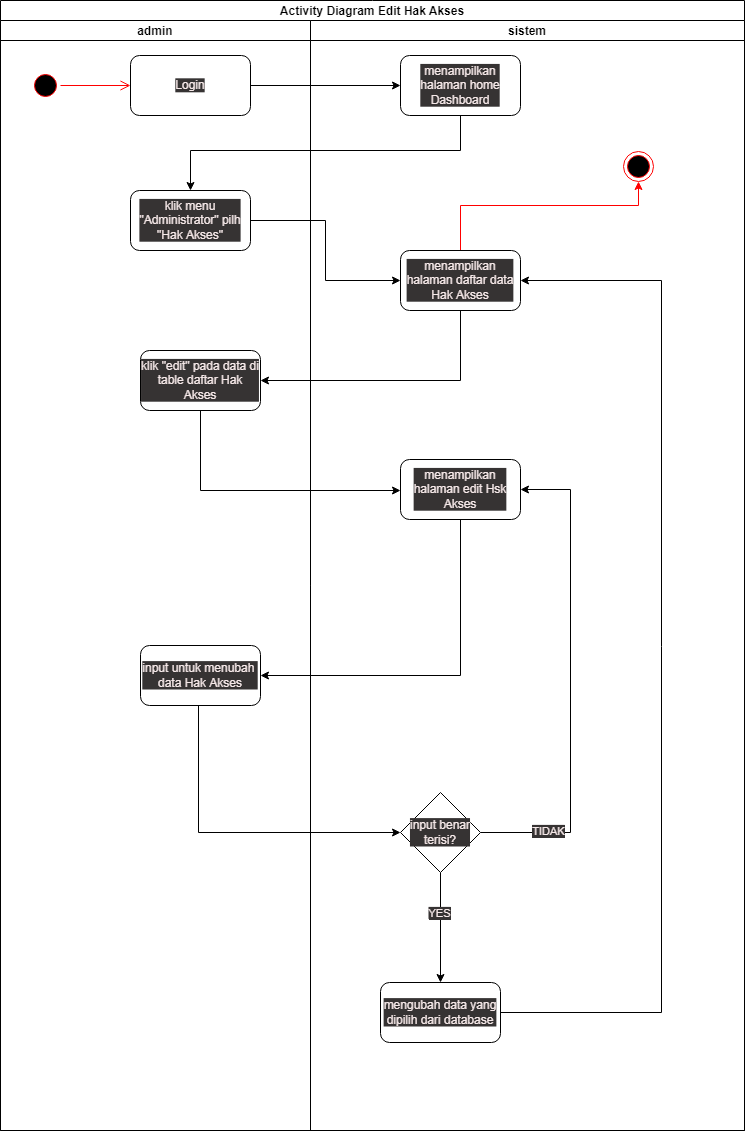 Activity Diagram Edit Hak Akses
admin
sistem
Login
menampilkan
halaman home
Dashboard
klik menu
"Administrator" pilh
"Hak Akses"
menampilkan
halaman daftar data
Hak Akses
klik "edit" pada data di
table daftar Hak
Akses
menampilkan
halaman edit Hsk
Akses
input untuk menubah
data Hak Akses
input benar
terisi?
TIDAK
YES
mengubah data yang
dipilih dari database